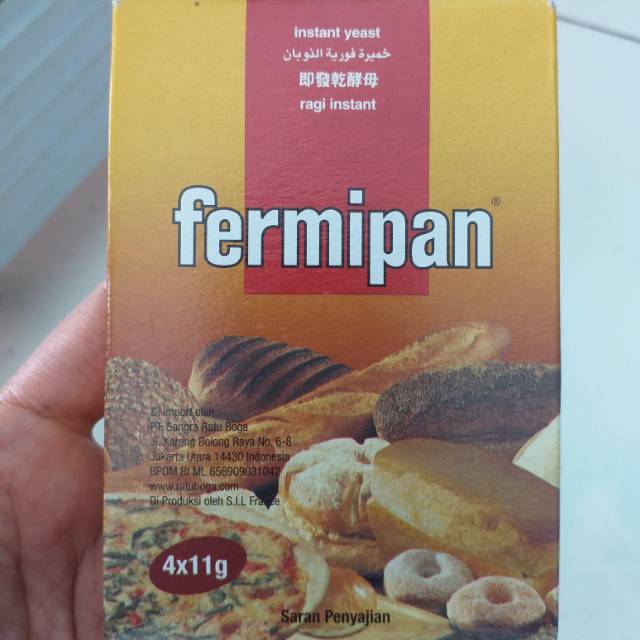 instant yeast
خميرة فورية الذوبان
即發乾酵母
ragi instant
fermipan®
Di import oleh :
PT. Sangra Ratu Boga
Jl. Karang Bolong Raya No. 6-8
Jakarta Utara 14430 Indonesia
BPOM RI ML 656909031042
www.ratuboga.com
Di Produksi oleh S.I.L France
4x11g
Saran Penyajian